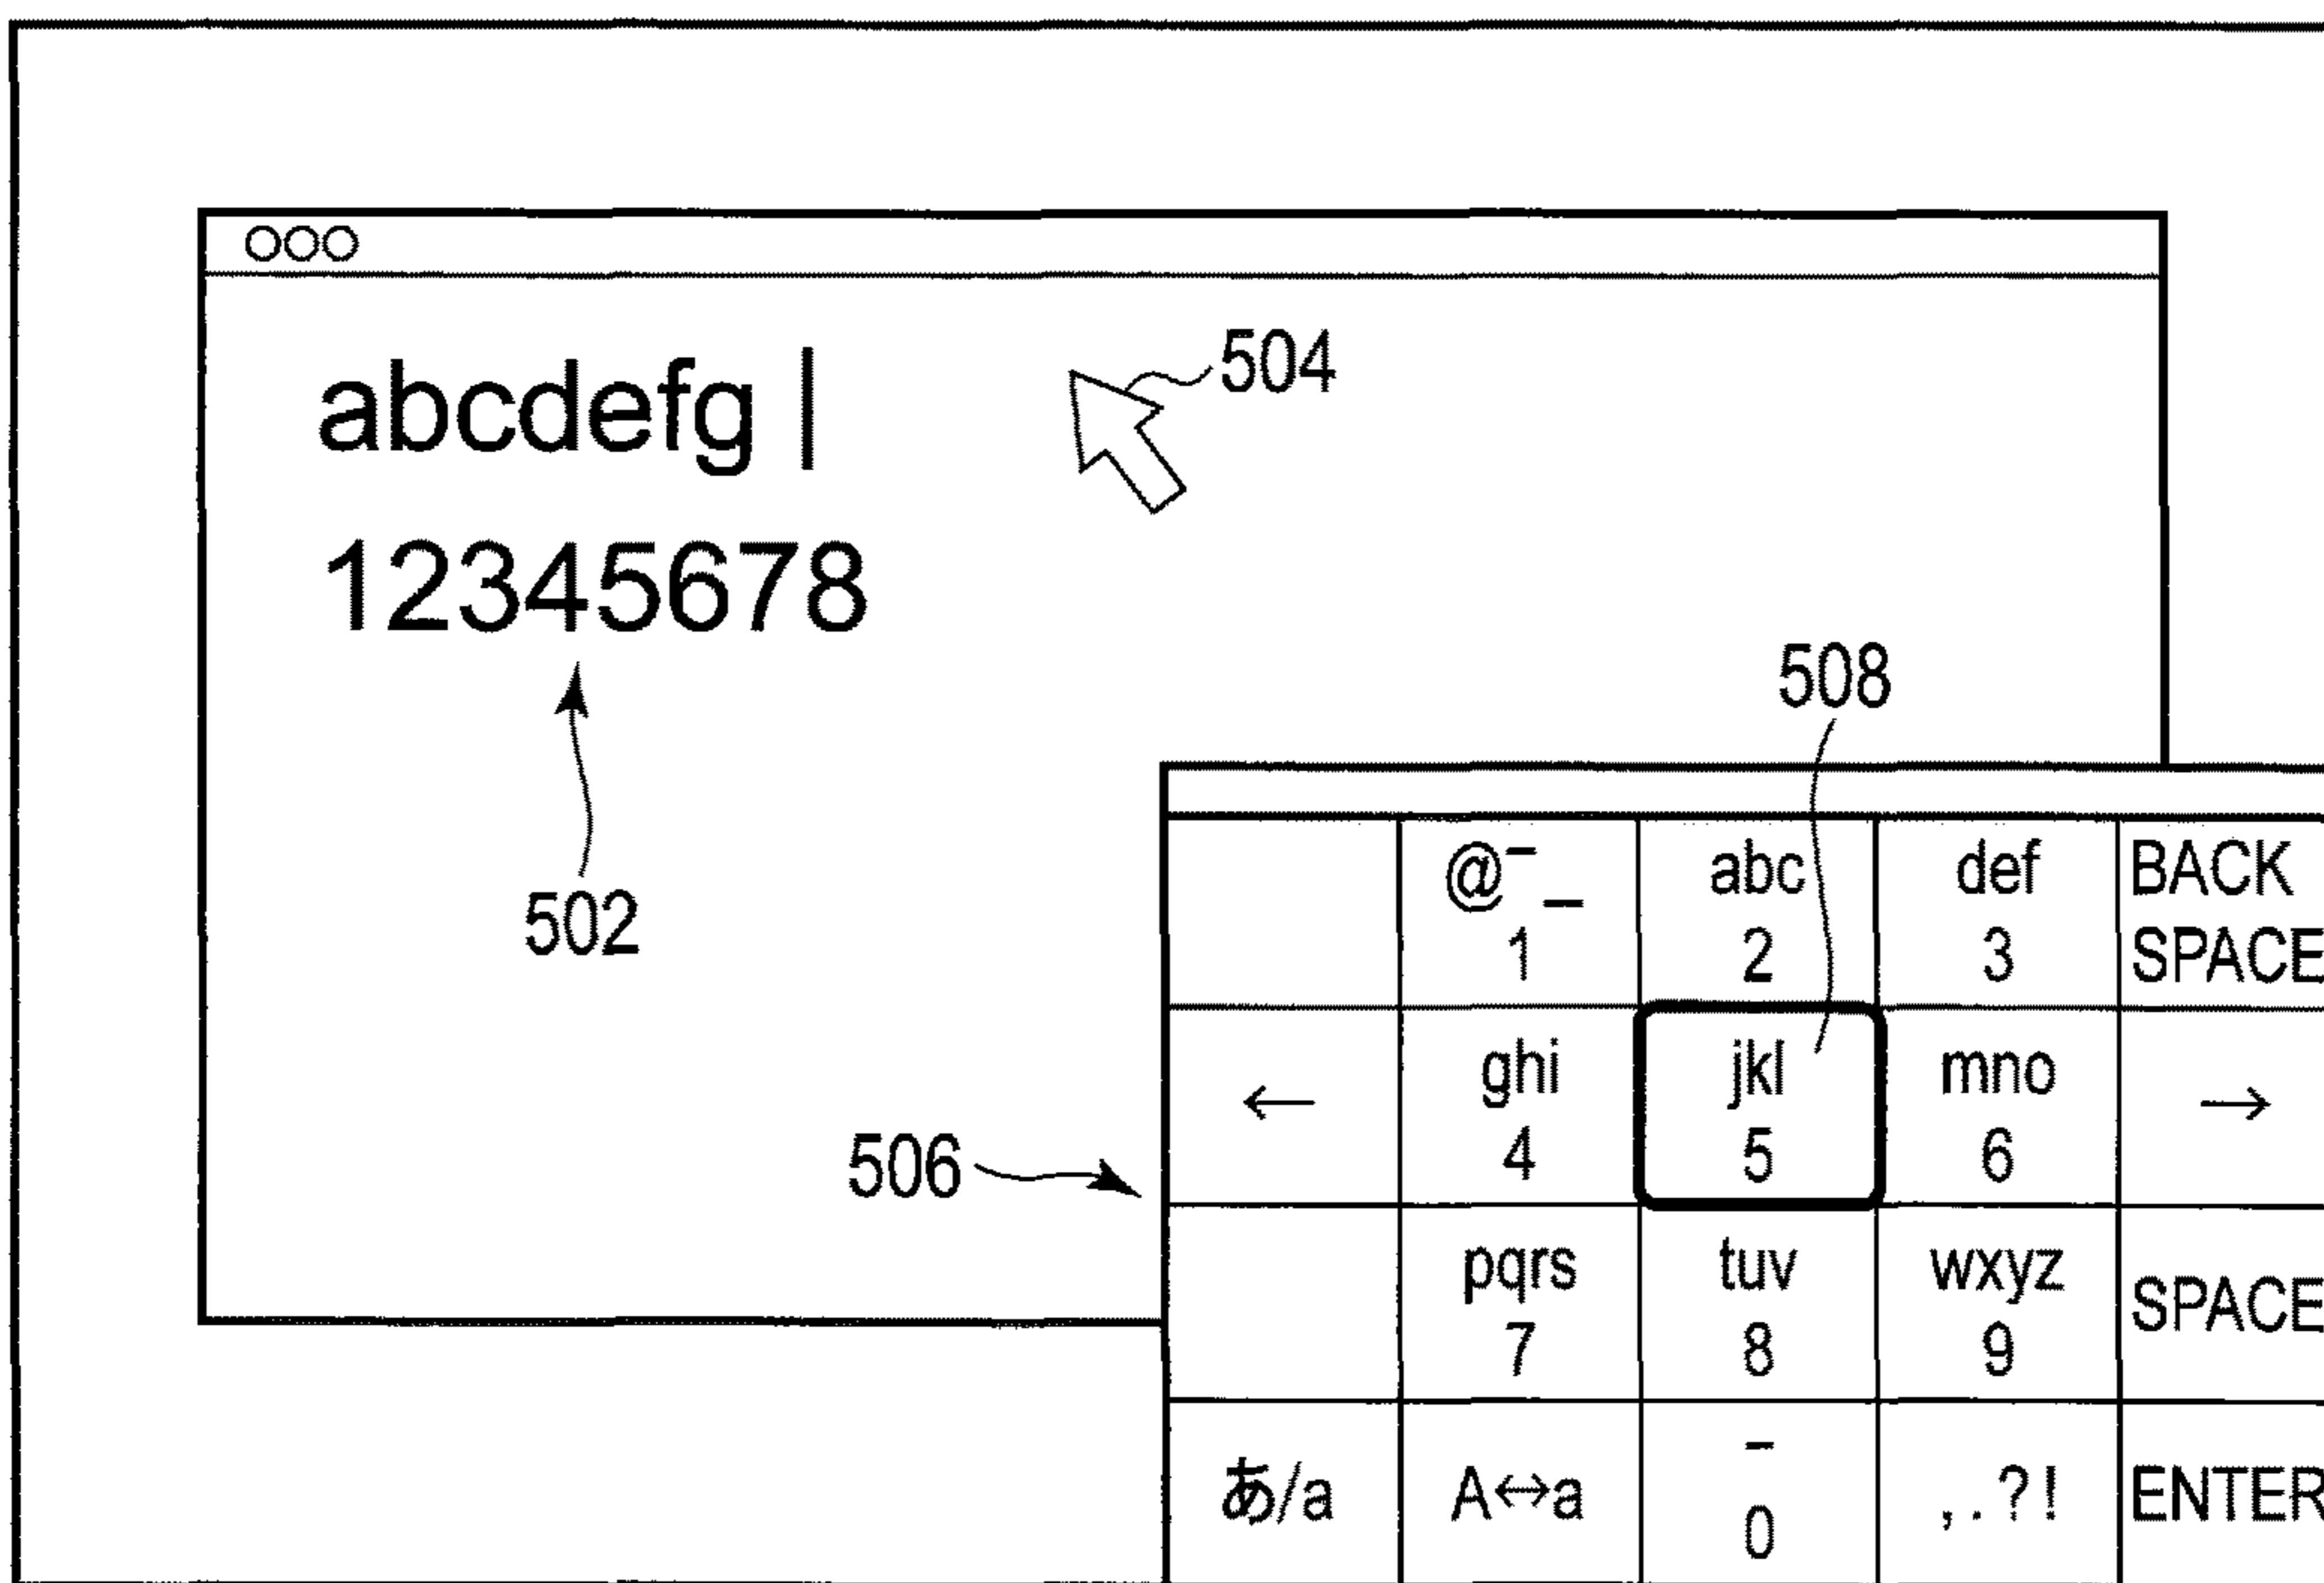 ○○○
abcdefg |
504
12345678
508
502
@ ‾ _ abc def BACK
1 2 3 SPACE
← ghi jkl mno →
506
4 5 6
pqrs tuv wxyz SPACE
7 8 9
あ/a A↔a - ,.?! ENTER
0